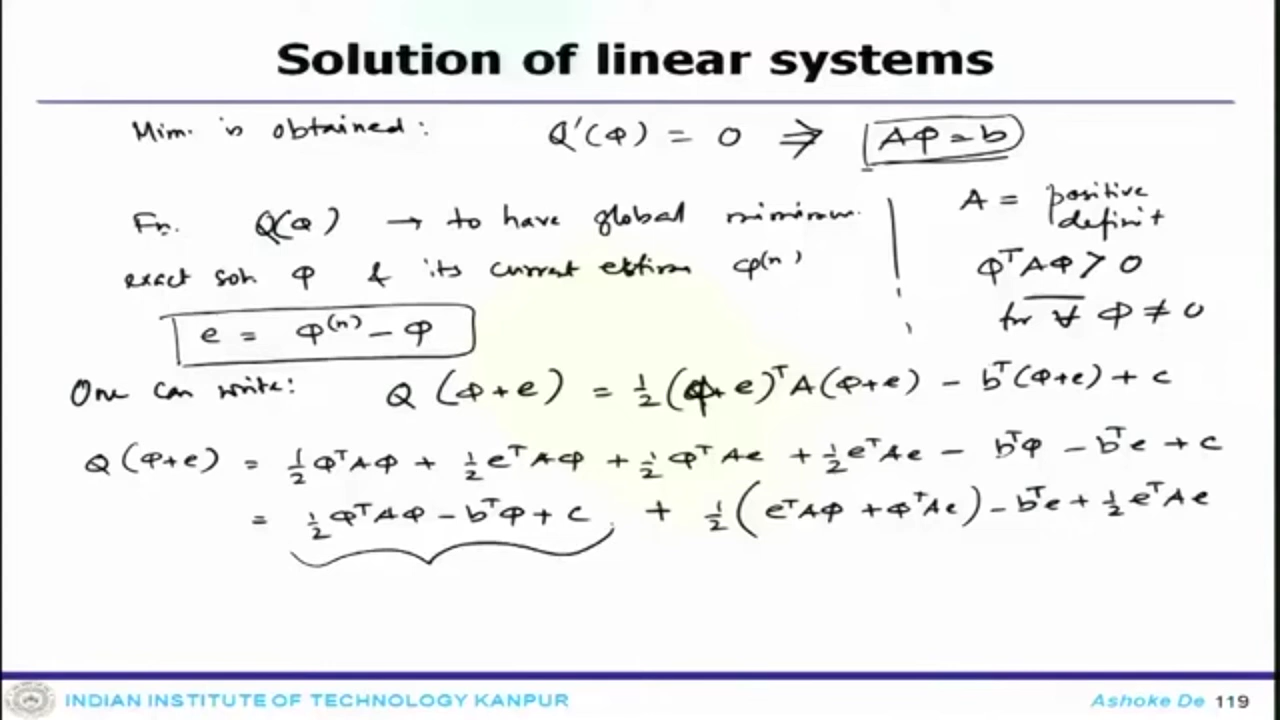 Solution of linear systems
Mim. is obtained: Q'(φ) = 0 ⇒ Aφ = b
Fn. Q(φ) → to have global minimum.
exact soln. φ & its current φ(n)
A = positive
definit
φᵀAφ > 0
for ∀ φ ≠ 0
e = φ⁽ⁿ⁾ – φ
One can write: Q (φ+e) = ½(φ+e)ᵀA(φ+e) – bᵀ(φ+e) + c
Q (φ+e) = ½φᵀAφ + ½eᵀAφ + ½φᵀAe + ½eᵀAe – bᵀφ – bᵀe + c
= ½φᵀAφ – bᵀφ + c + ½(eᵀAφ + φᵀAe) – bᵀe + ½eᵀAe
INDIAN INSTITUTE OF TECHNOLOGY KANPUR
Ashoke De 119